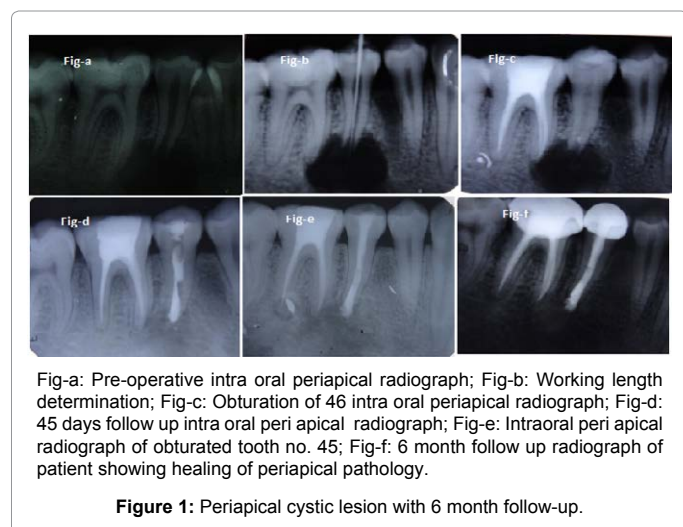 Fig-a
Fig-b
Fig-c
Fig-d
Fig-e
Fig-f
Fig-a: Pre-operative intra oral periapical radiograph; Fig-b: Working length
determination; Fig-c: Obturation of 46 intra oral periapical radiograph; Fig-d:
45 days follow up intra oral peri apical radiograph; Fig-e: Intraoral peri apical
radiograph of obturated tooth no. 45; Fig-f: 6 month follow up radiograph of
patient showing healing of periapical pathology.
Figure 1: Periapical cystic lesion with 6 month follow-up.